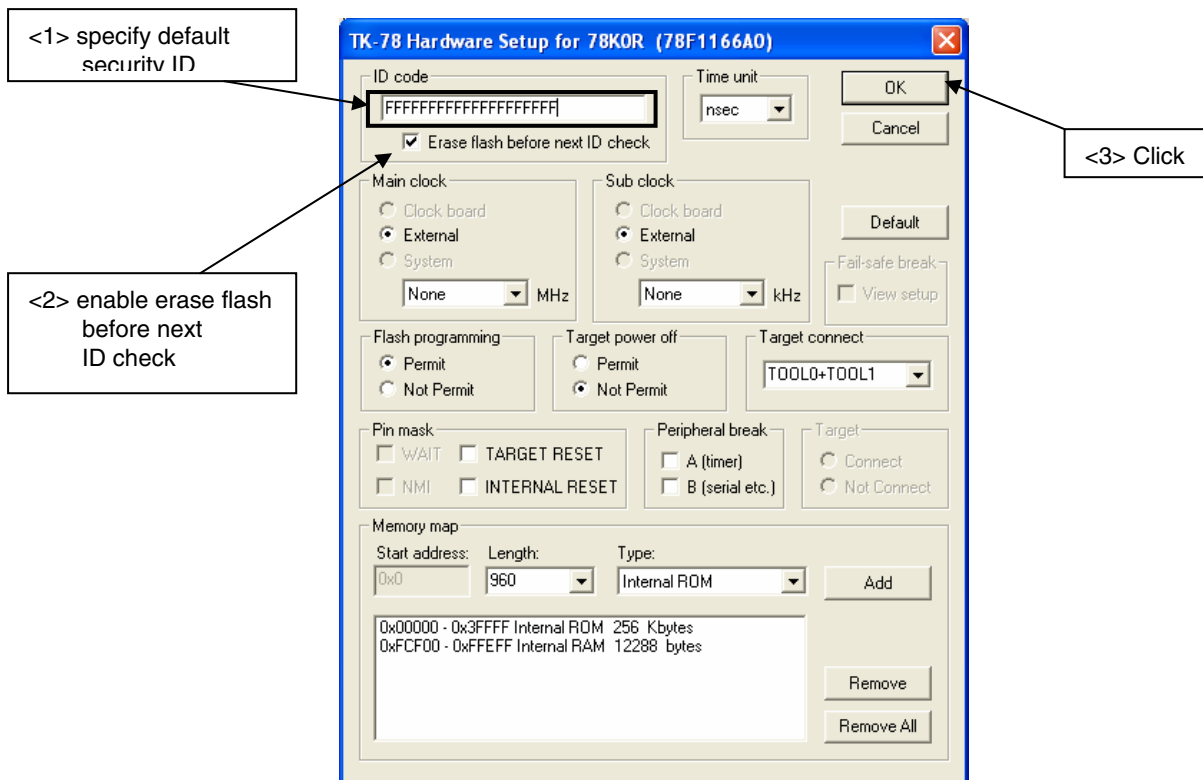 <1> specify default
security ID
TK-78 Hardware Setup for 78K0R (78F1166A0)
ID code
FFFFFFFFFFFFFFFFFFFF
Erase flash before next ID check
Time unit
nsec
OK
Cancel
<3> Click
Main clock
Clock board
External
System
None MHz
Sub clock
Clock board
External
System
None kHz
Default
Fail-safe break
View setup
<2> enable erase flash
before next
ID check
Flash programming
Permit
Not Permit
Target power off
Permit
Not Permit
Target connect
TOOL0+TOOL1
Pin mask
WAIT TARGET RESET
NMI INTERNAL RESET
Peripheral break
A (timer)
B (serial etc.)
Target
Connect
Not Connect
Memory map
Start address: Length: Type:
0x0 960 Internal ROM Add
0x00000 - 0x3FFFF Internal ROM 256 Kbytes
0xFCF00 - 0xFFEFF Internal RAM 12288 bytes
Remove
Remove All